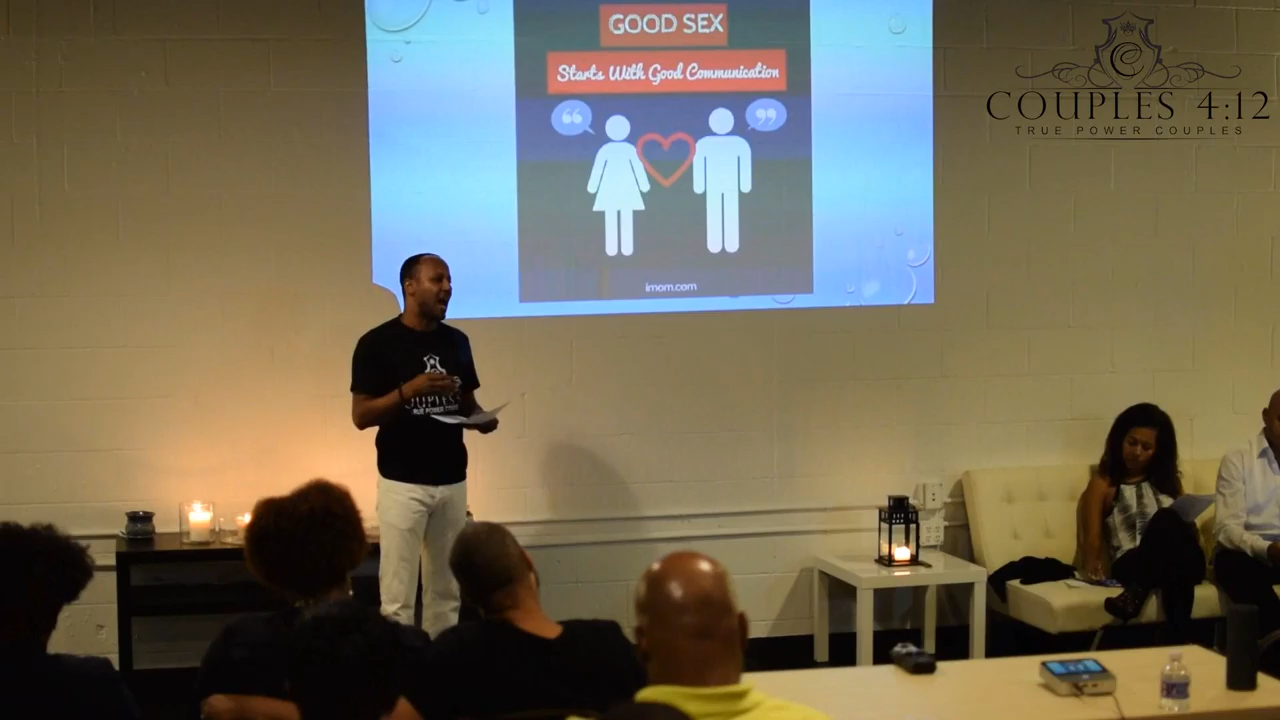 GOOD SEX
Starts With Good Communication
imom.com
COUPLES 4:12
TRUE POWER COUPLES